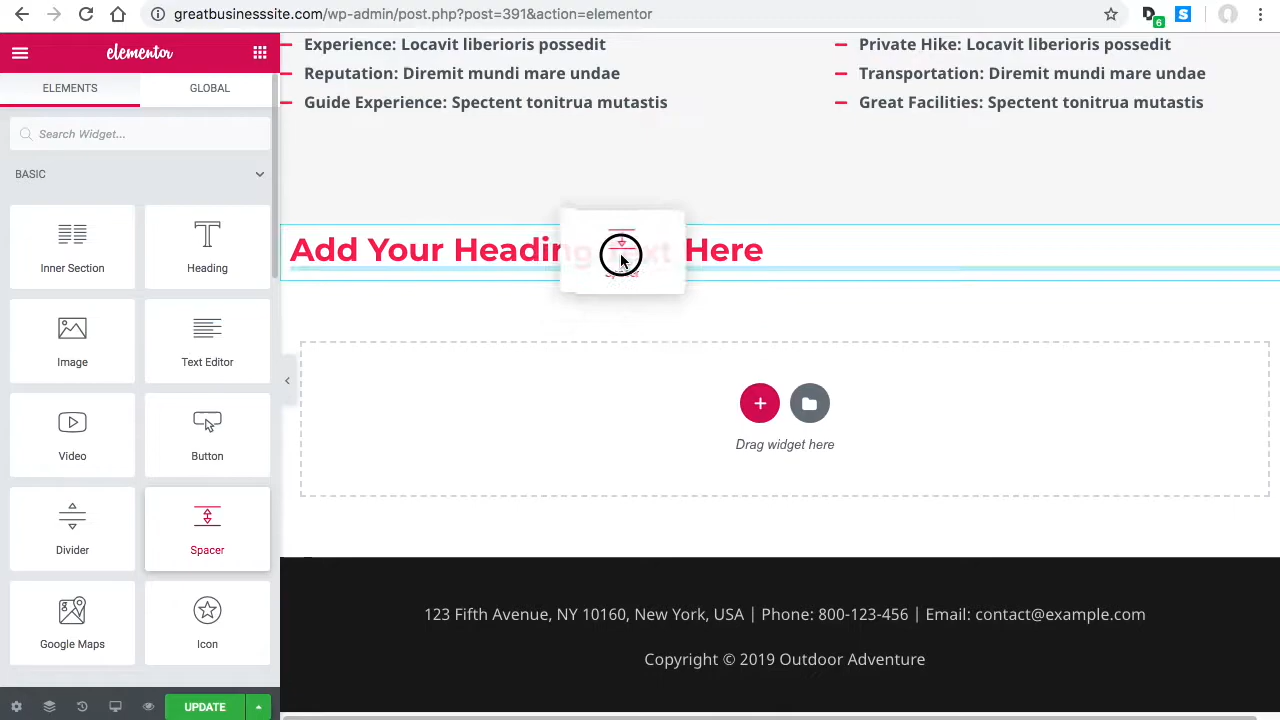 greatbusinesssite.com/wp-admin/post.php?post=391&action=elementor
6
elementor
ELEMENTS
GLOBAL
Search Widget...
BASIC
Inner Section
Heading
Image
Text Editor
Video
Button
Divider
Spacer
Google Maps
Icon
UPDATE
Experience: Locavit liberioris possedit
Reputation: Diremit mundi mare undae
Guide Experience: Spectent tonitrua mutastis
Private Hike: Locavit liberioris possedit
Transportation: Diremit mundi mare undae
Great Facilities: Spectent tonitrua mutastis
Add Your Heading Text Here
Drag widget here
123 Fifth Avenue, NY 10160, New York, USA | Phone: 800-123-456 | Email: contact@example.com
Copyright © 2019 Outdoor Adventure